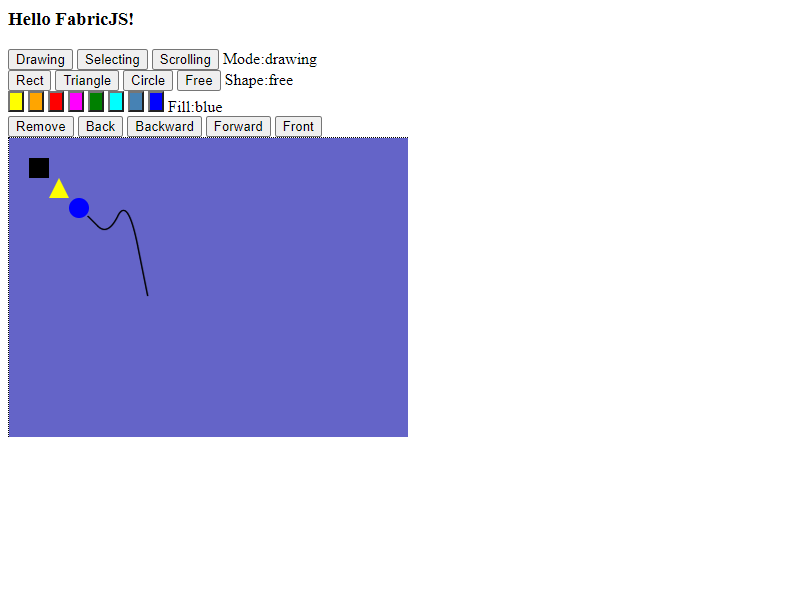 Hello FabricJS!
Drawing Selecting Scrolling Mode:drawing
Rect Triangle Circle Free Shape:free
Fill:blue
Remove Back Backward Forward Front